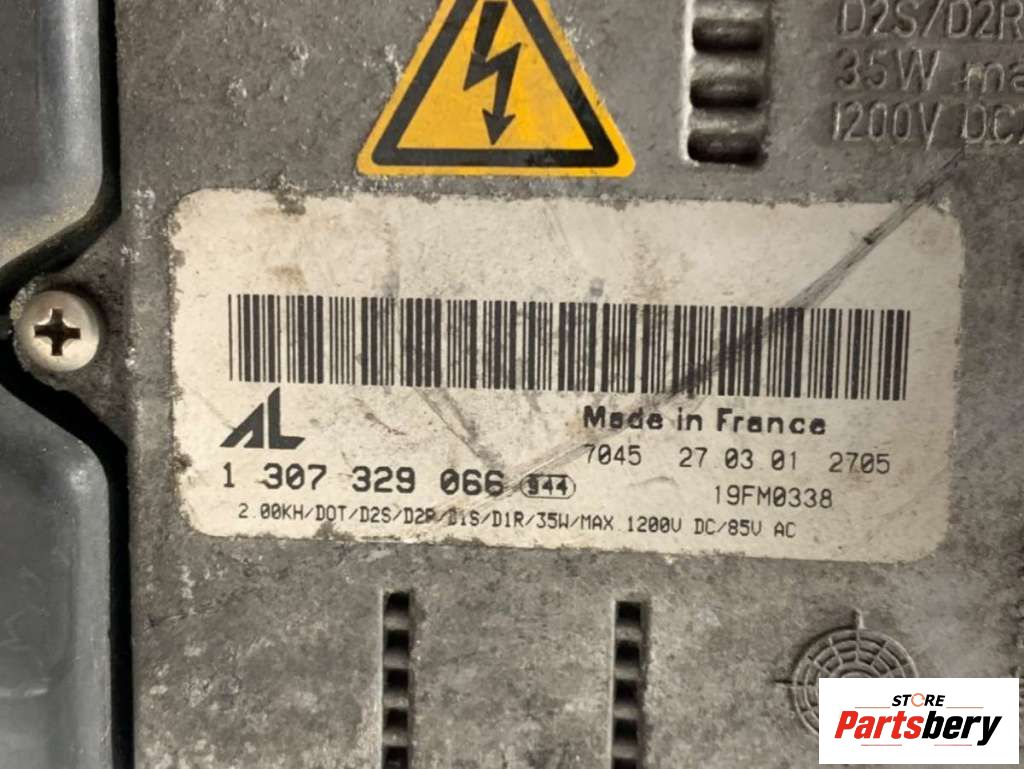 D2S/D2R
35W
1200V DC
AL
Made in France
1 307 329 066 944
7045 27 03 01 2705
19FM0338
2.00KH/DOT/D2S/D2R/D1S/D1R/35W/MAX 1200V DC/85V AC
STORE
Partsbery